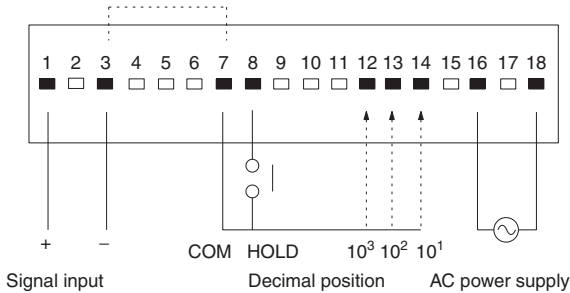 1 2 3 4 5 6 7 8 9 10 11 12 13 14 15 16 17 18
+ − COM HOLD 10³ 10² 10¹
Signal input Decimal position AC power supply